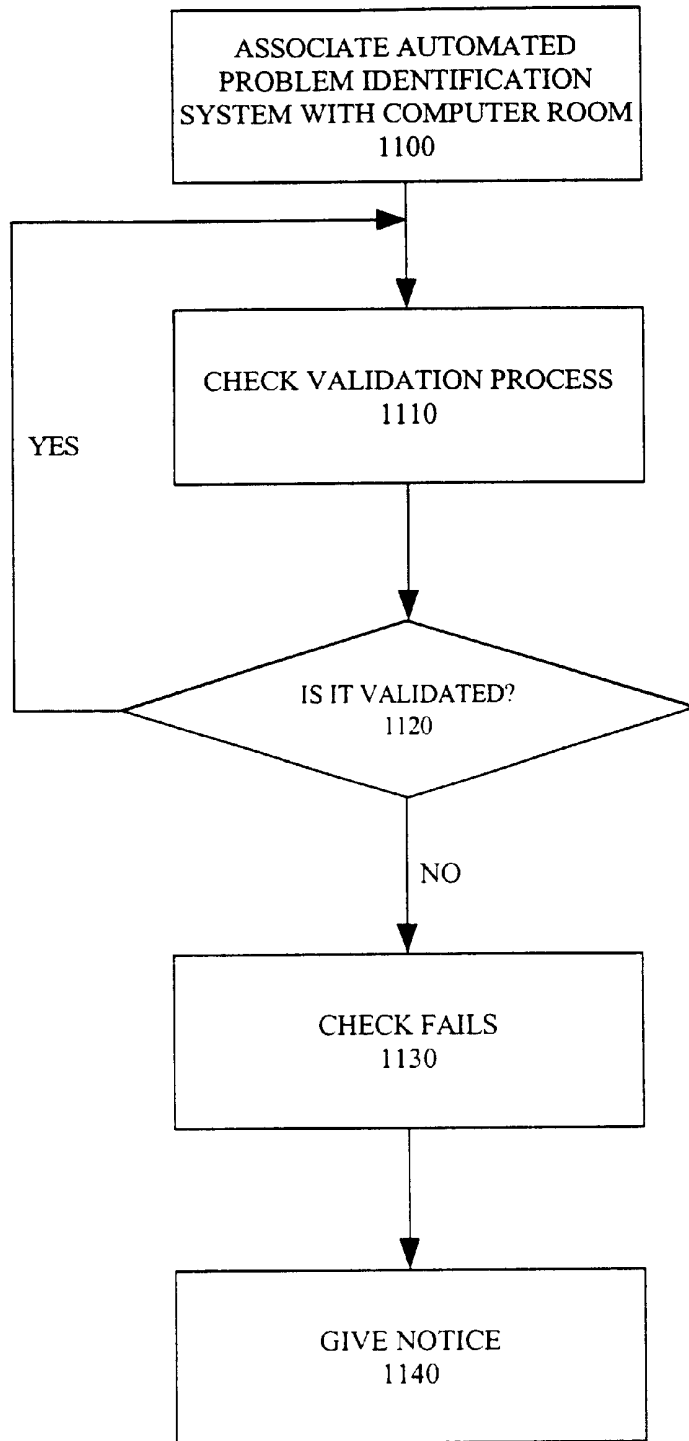 ASSOCIATE AUTOMATED
PROBLEM IDENTIFICATION
SYSTEM WITH COMPUTER ROOM
1100
CHECK VALIDATION PROCESS
1110
YES
IS IT VALIDATED?
1120
NO
CHECK FAILS
1130
GIVE NOTICE
1140